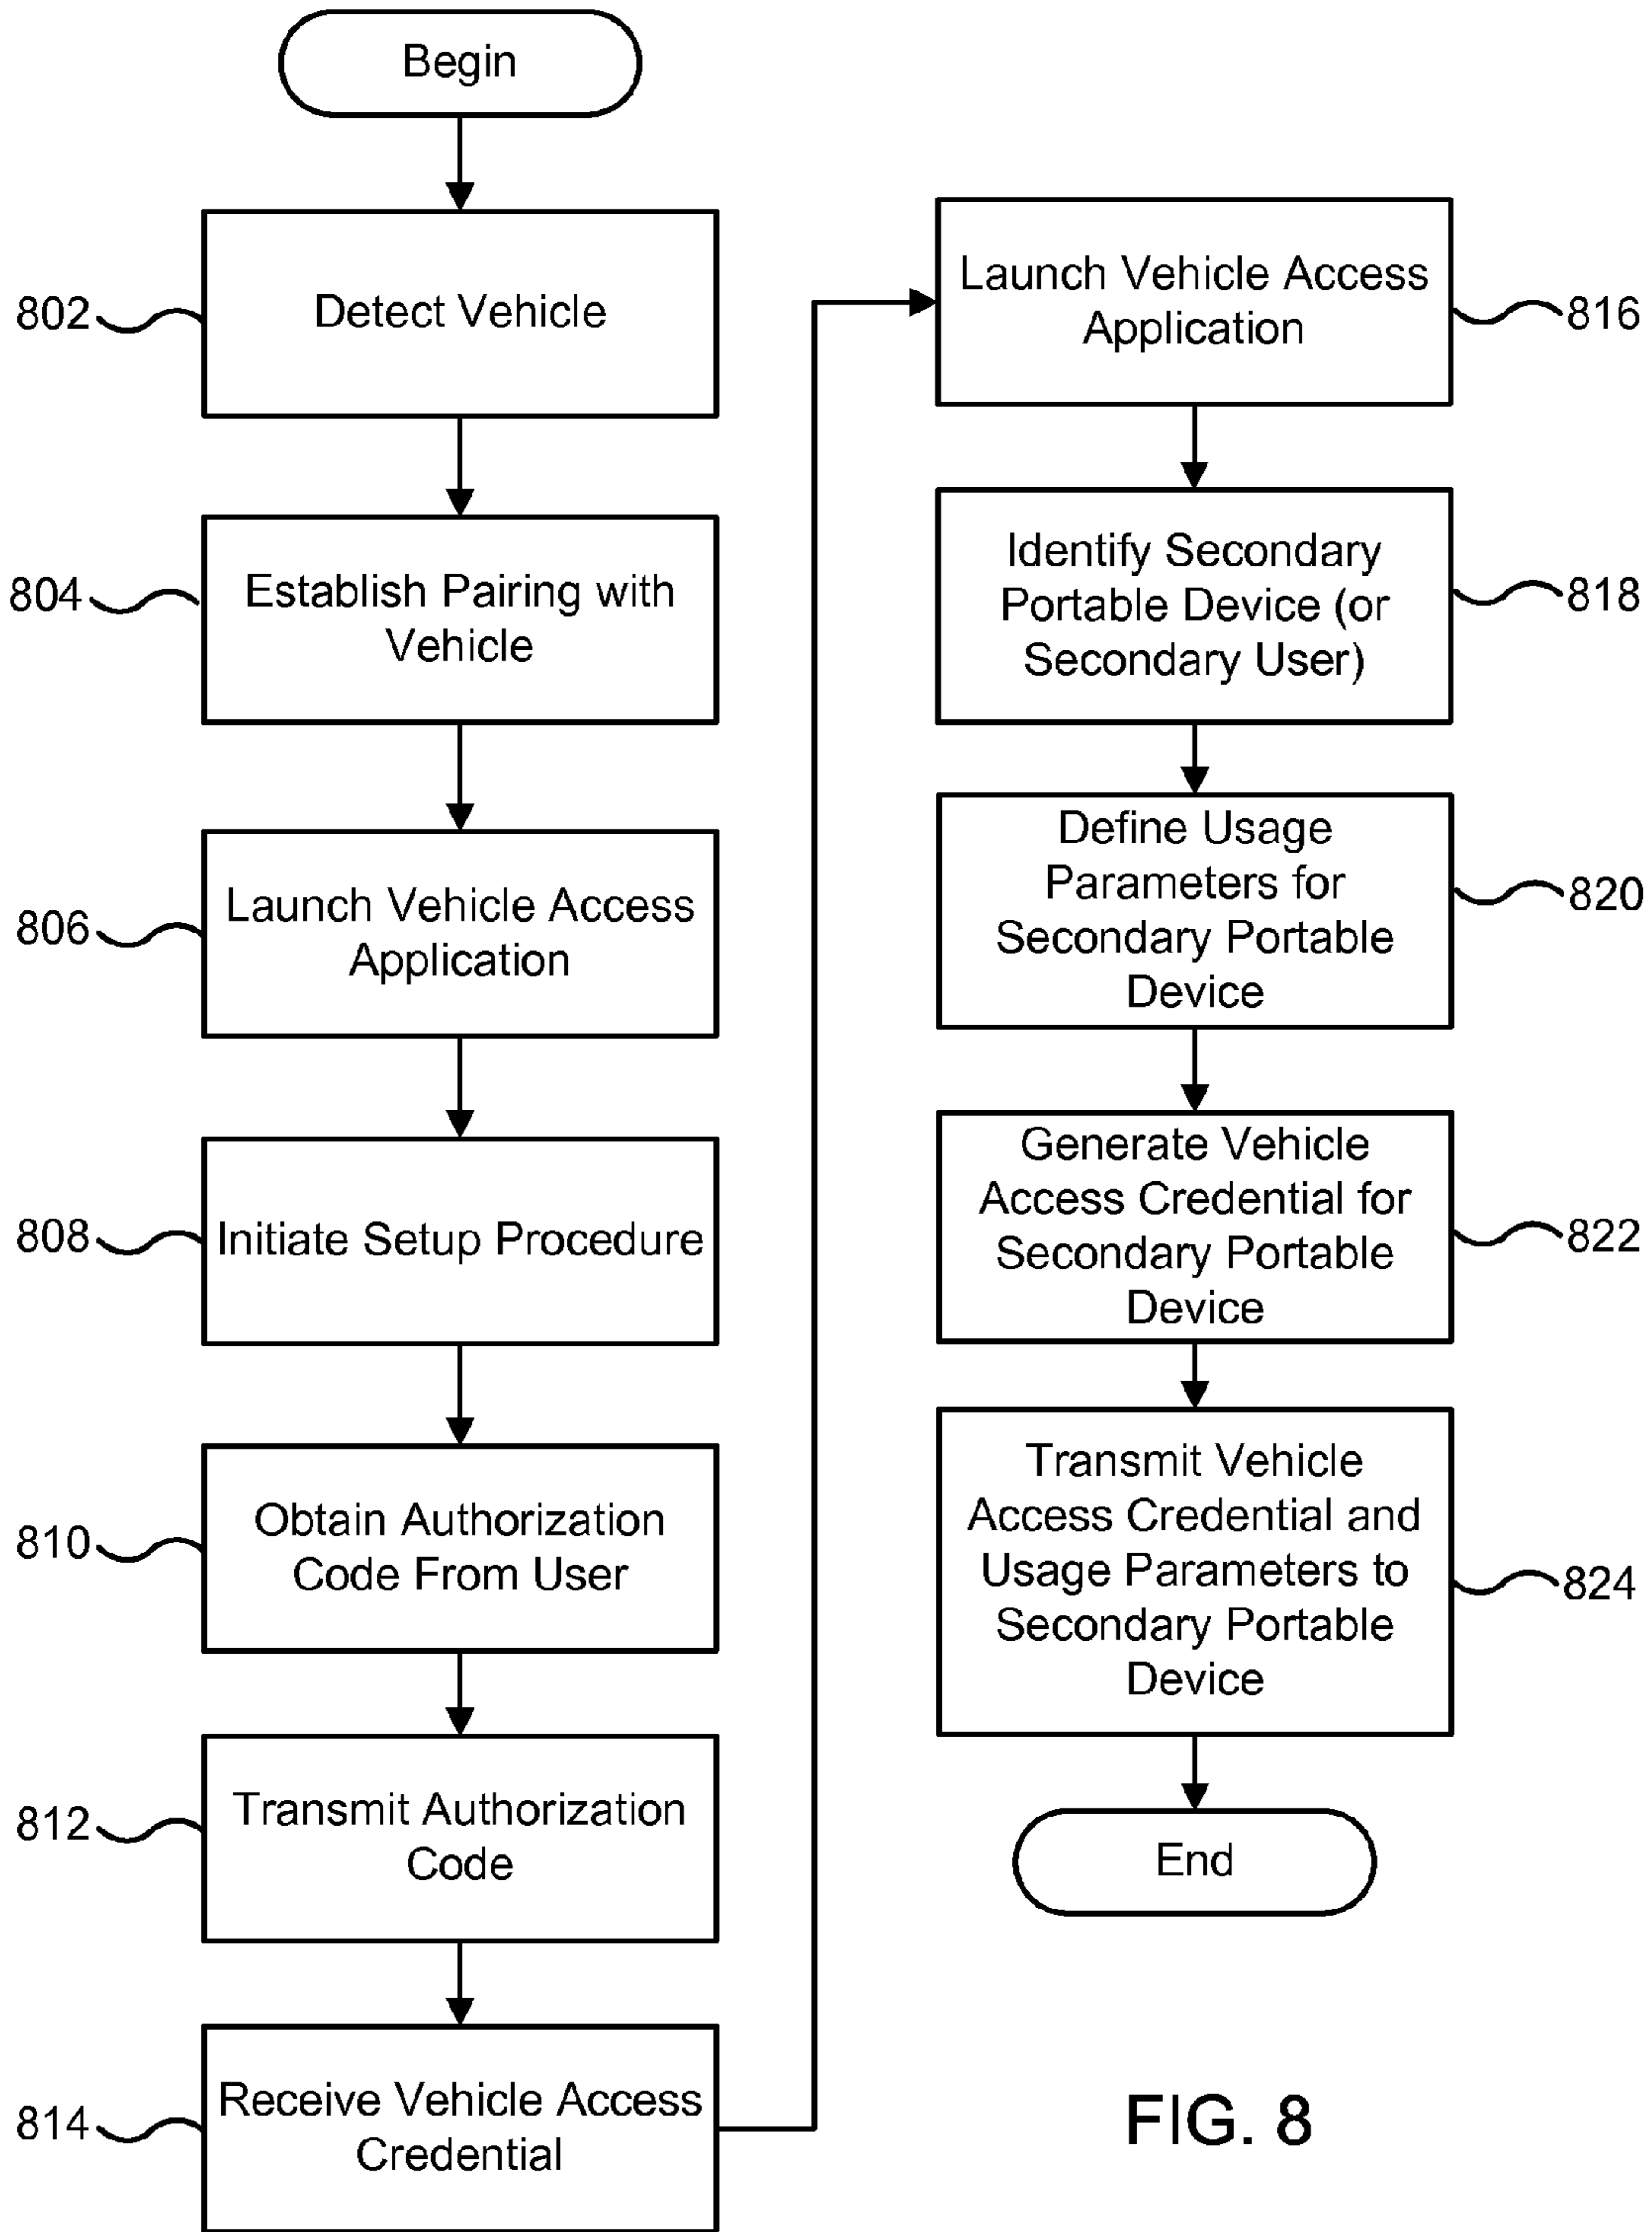 Begin
802
Detect Vehicle
804
Establish Pairing with
Vehicle
806
Launch Vehicle Access
Application
808
Initiate Setup Procedure
810
Obtain Authorization
Code From User
812
Transmit Authorization
Code
814
Receive Vehicle Access
Credential
Launch Vehicle Access
Application
816
Identify Secondary
Portable Device (or
Secondary User)
818
Define Usage
Parameters for
Secondary Portable
Device
820
Generate Vehicle
Access Credential for
Secondary Portable
Device
822
Transmit Vehicle
Access Credential and
Usage Parameters to
Secondary Portable
Device
824
End
FIG. 8